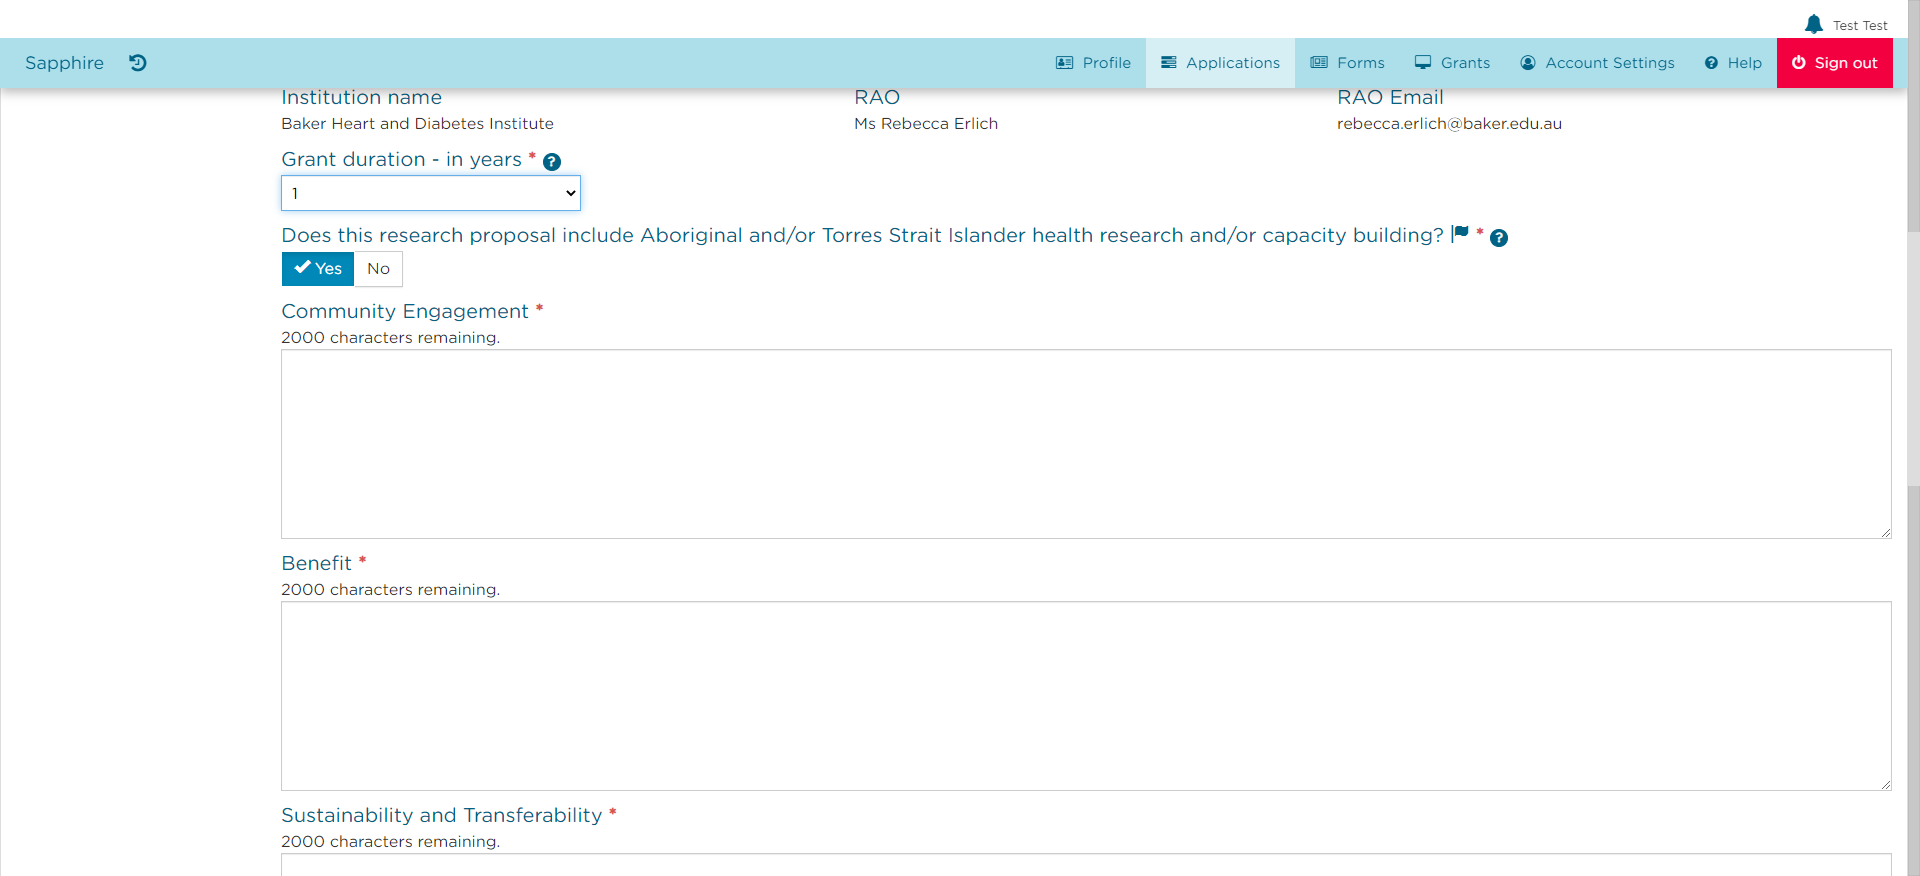 Test Test
Sapphire
Profile
Applications
Forms
Grants
Account Settings
Help
Sign out
Institution name
RAO
RAO Email
Baker Heart and Diabetes Institute
Ms Rebecca Erlich
rebecca.erlich@baker.edu.au
Grant duration - in years *
1
Does this research proposal include Aboriginal and/or Torres Strait Islander health research and/or capacity building? *
Yes
No
Community Engagement *
2000 characters remaining.
Benefit *
2000 characters remaining.
Sustainability and Transferability *
2000 characters remaining.